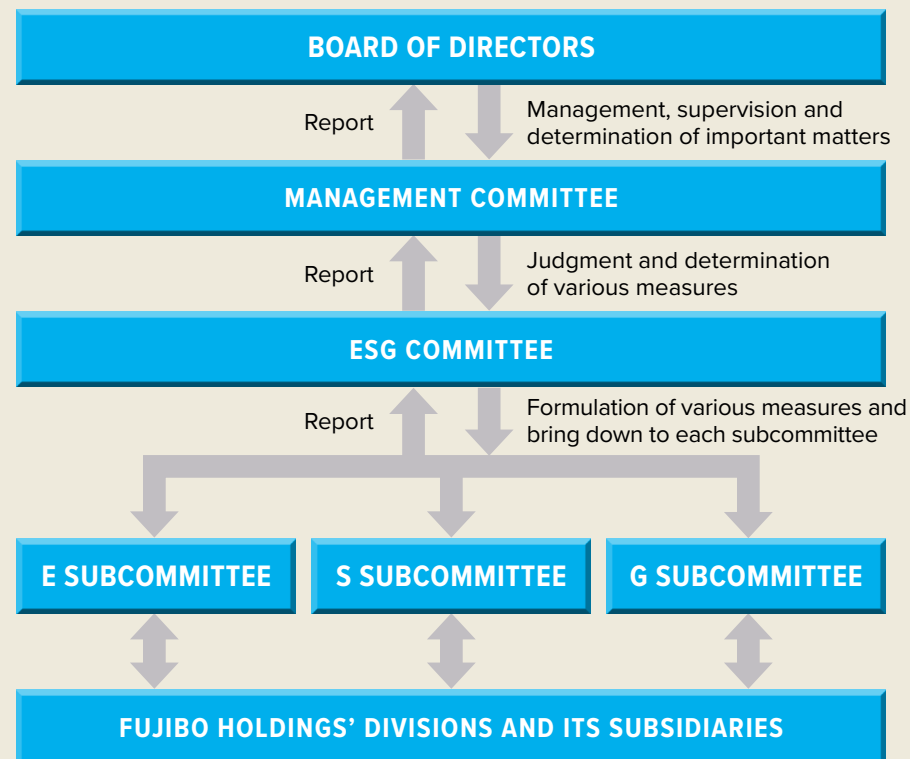 BOARD OF DIRECTORS
Report
Management, supervision and
determination of important matters
MANAGEMENT COMMITTEE
Report
Judgment and determination
of various measures
ESG COMMITTEE
Report
Formulation of various measures and
bring down to each subcommittee
E SUBCOMMITTEE
S SUBCOMMITTEE
G SUBCOMMITTEE
FUJIBO HOLDINGS’ DIVISIONS AND ITS SUBSIDIARIES